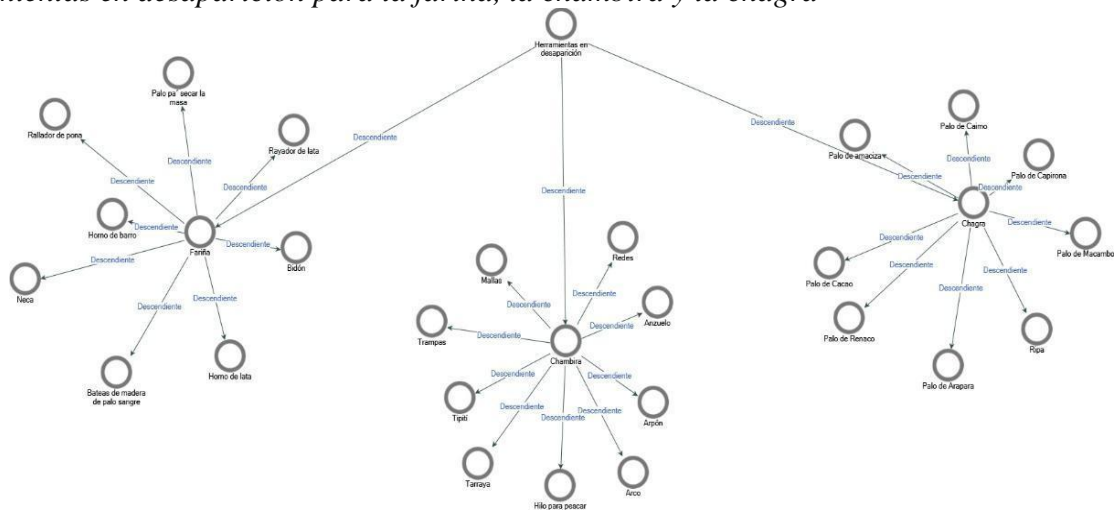 mientas en desaparición para la fariña, la chambira y la chagra
Herramientas en
desaparición
Descendiente
Descendiente
Descendiente
Palo pa´ secar la
masa
Rallador de pona
Rayador de lata
Descendiente
Descendiente
Descendiente
Horno de barro
Descendiente
Fariña
Descendiente
Bidón
Neca
Descendiente
Descendiente
Descendiente
Bateas de madera
de palo sangre
Horno de lata
Mallas
Redes
Descendiente
Descendiente
Trampas
Descendiente
Descendiente
Anzuelo
Chambira
Descendiente
Descendiente
Tipití
Descendiente
Descendiente
Descendiente
Arpón
Tarraya
Hilo para pescar
Arco
Palo de Caimo
Palo de amaciza
Palo de Capirona
Descendiente
Descendiente
Descendiente
Chagra
Descendiente
Palo de Macambo
Descendiente
Palo de Cacao
Descendiente
Descendiente
Descendiente
Palo de Renaco
Ripa
Palo de Arapara